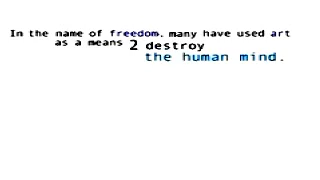 In the name of freedom. many have used art
as a means 2 destroy
the human mind.